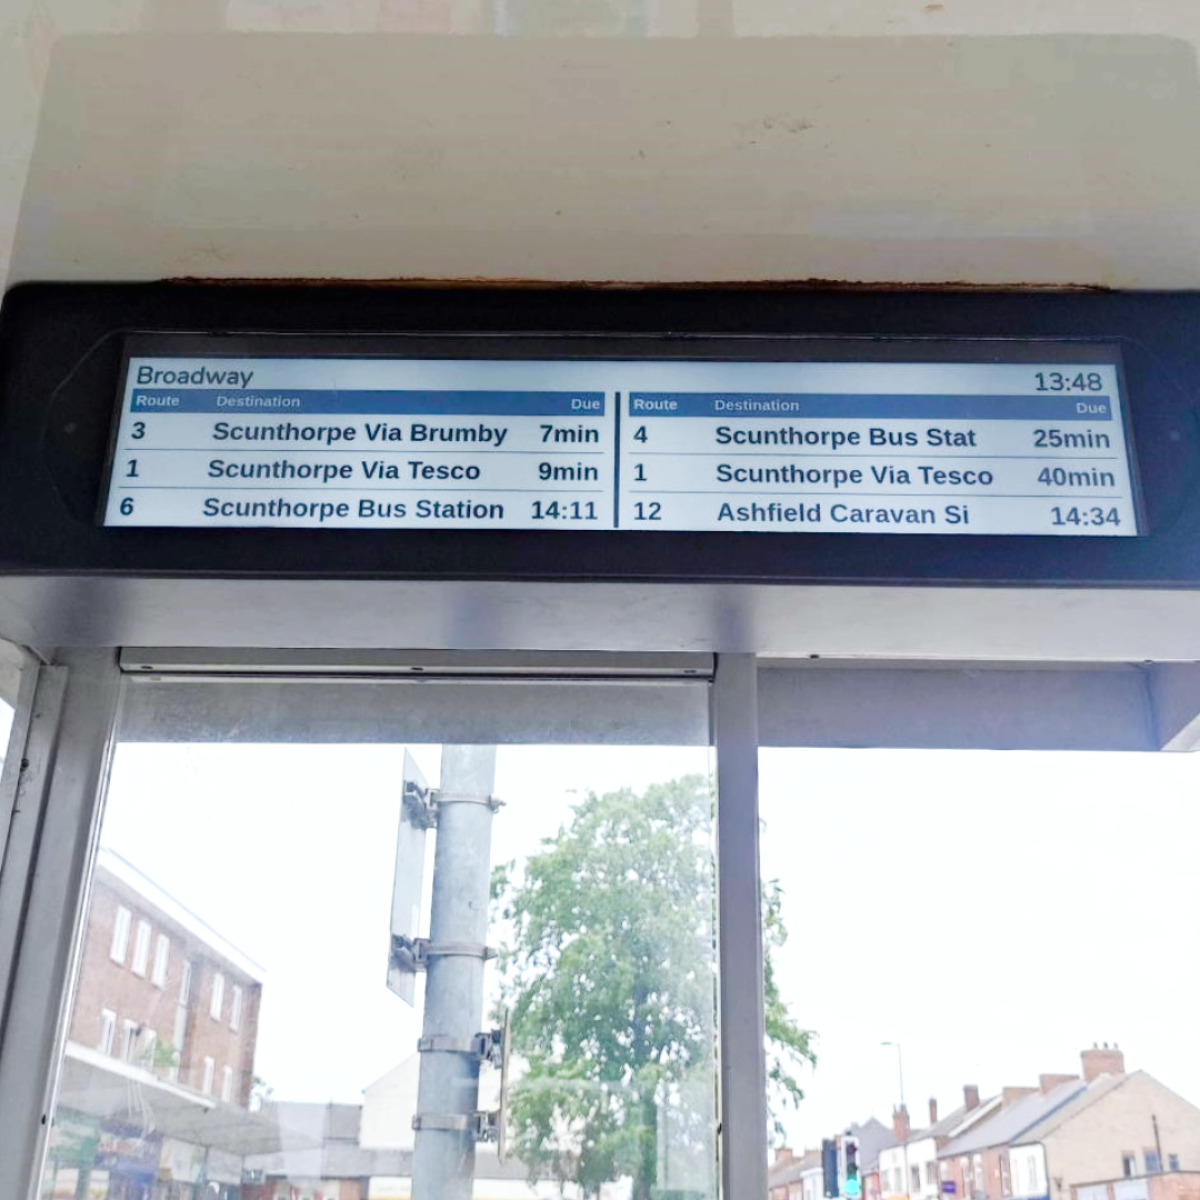 Broadway 13:48
Route Destination Due
3 Scunthorpe Via Brumby 7min
1 Scunthorpe Via Tesco 9min
6 Scunthorpe Bus Station 14:11
Route Destination Due
4 Scunthorpe Bus Stat 25min
1 Scunthorpe Via Tesco 40min
12 Ashfield Caravan Si 14:34